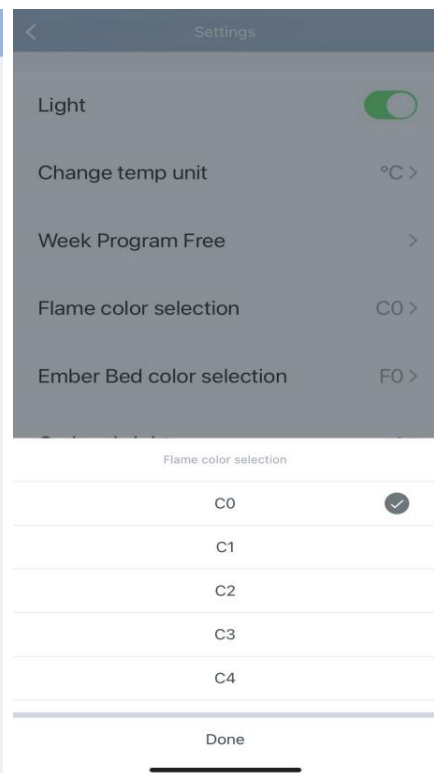 Settings
Light
Change temp unit °C >
Week Program Free >
Flame color selection C0 >
Ember Bed color selection F0 >
Flame color selection
C0
C1
C2
C3
C4
Done